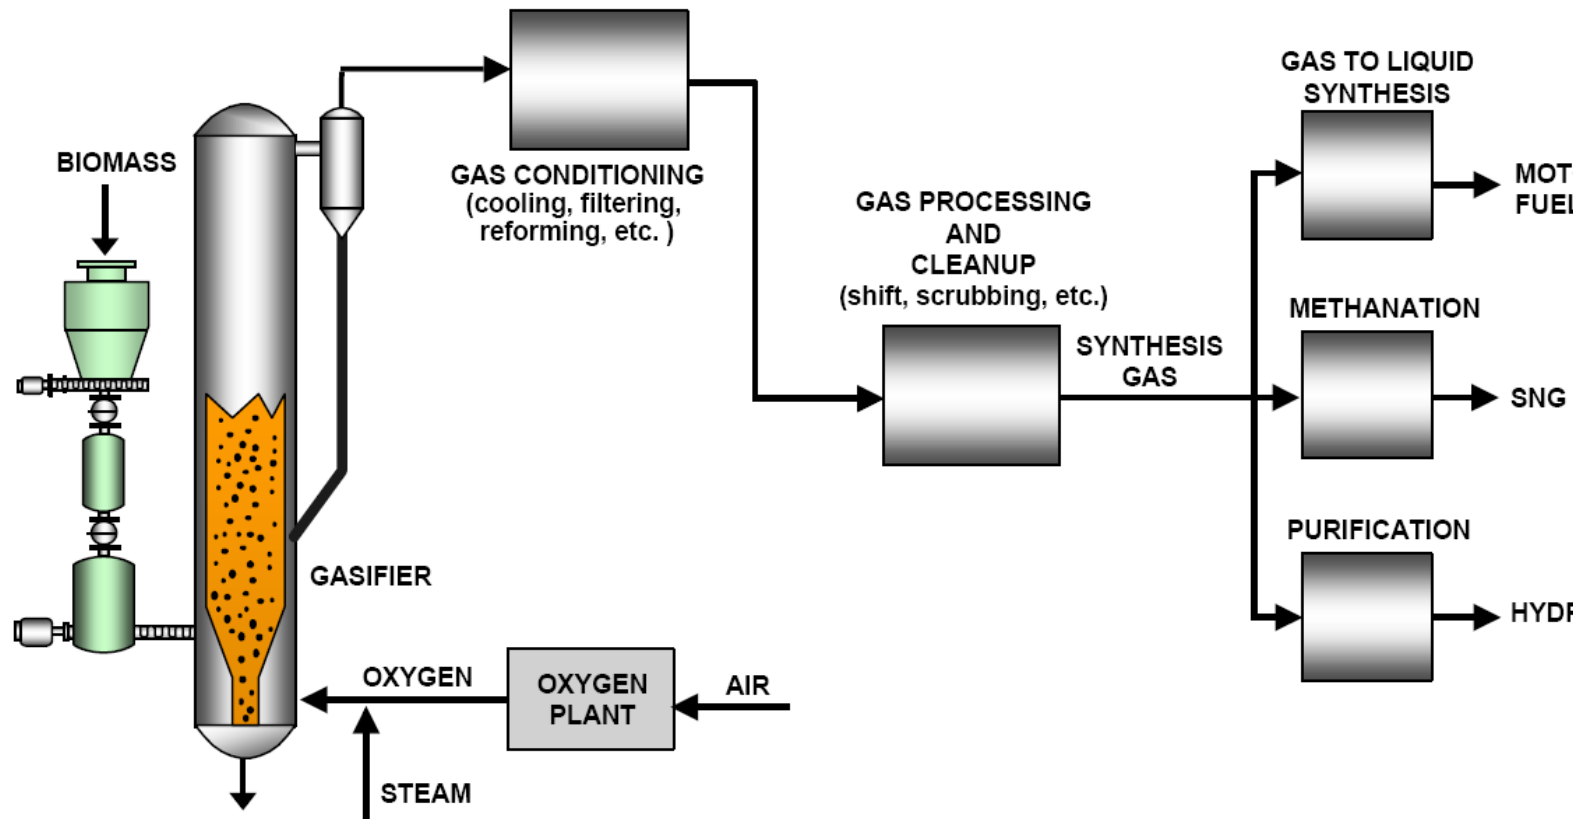 BIOMASS
GAS CONDITIONING
(cooling, filtering,
reforming, etc. )
GAS PROCESSING
AND
CLEANUP
(shift, scrubbing, etc.)
SYNTHESIS
GAS
GAS TO LIQUID
SYNTHESIS
METHANATION
SNG
PURIFICATION
GASIFIER
OXYGEN
OXYGEN
PLANT
AIR
STEAM